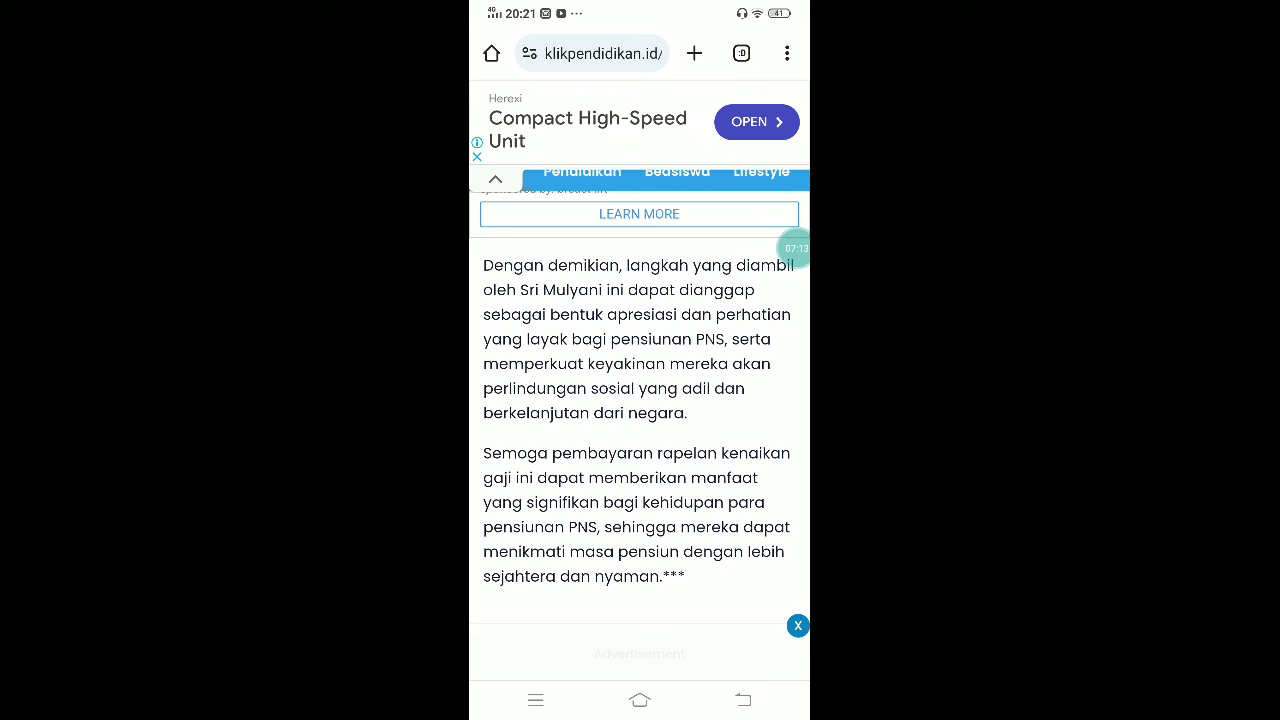 4G 20:21 ...
41
klikpendidikan.id/
:D
Herexi
Compact High-Speed
Unit
OPEN
Pendidikan Beasiswa Lifestyle
LEARN MORE
07:13
Dengan demikian, langkah yang diambil
oleh Sri Mulyani ini dapat dianggap
sebagai bentuk apresiasi dan perhatian
yang layak bagi pensiunan PNS, serta
memperkuat keyakinan mereka akan
perlindungan sosial yang adil dan
berkelanjutan dari negara.
Semoga pembayaran rapelan kenaikan
gaji ini dapat memberikan manfaat
yang signifikan bagi kehidupan para
pensiunan PNS, sehingga mereka dapat
menikmati masa pensiun dengan lebih
sejahtera dan nyaman.***
X
Advertisement